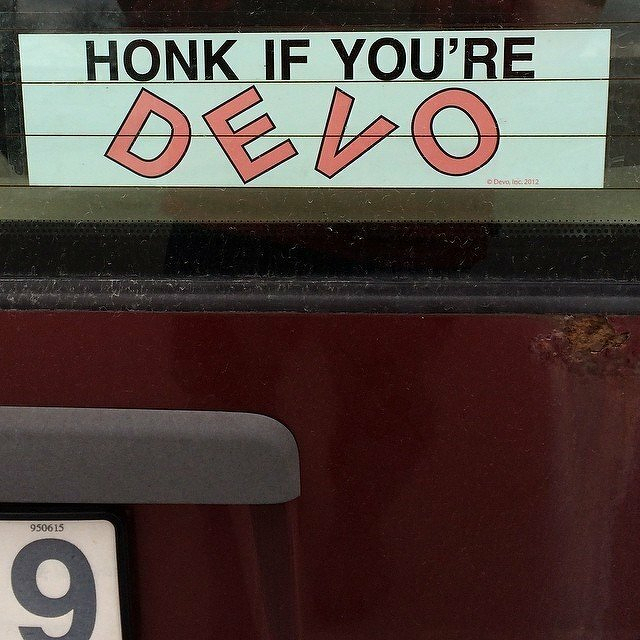 HONK IF YOU'RE
DEVO
© Devo, Inc. 2012
950615
9